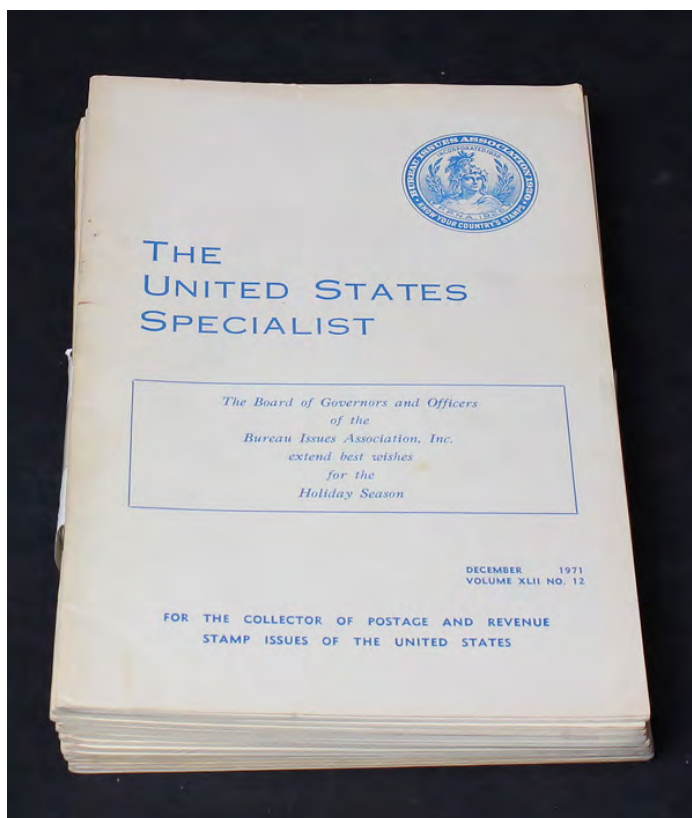 BUREAU ISSUES ASSOCIATION
INCORPORATED
KNOW YOUR COUNTRY'S STAMPS
THE
UNITED STATES
SPECIALIST
The Board of Governors and Officers
of the
Bureau Issues Association, Inc.
extend best wishes
for the
Holiday Season
DECEMBER 1971
VOLUME XLII NO. 12
FOR THE COLLECTOR OF POSTAGE AND REVENUE
STAMP ISSUES OF THE UNITED STATES